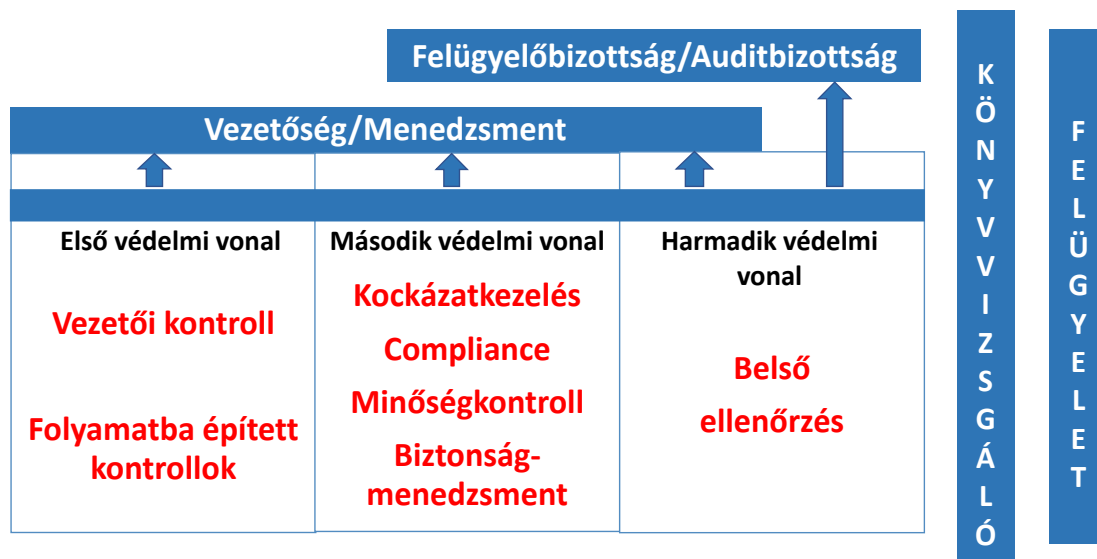 Felügyelőbizottság/Auditbizottság
Vezetőség/Menedzsment
Első védelmi vonal
Vezetői kontroll
Folyamatba épített
kontrollok
Második védelmi vonal
Kockázatkezelés
Compliance
Minőségkontroll
Biztonság-
menedzsment
Harmadik védelmi
vonal
Belső
ellenőrzés
KÖNYVVIZSGÁLÓ
FELÜGYELET